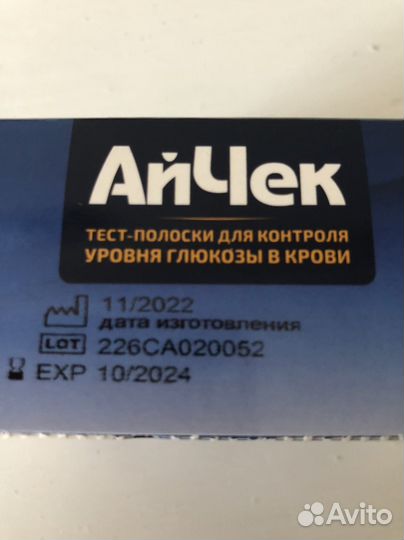 АйЧек
ТЕСТ-ПОЛОСКИ ДЛЯ КОНТРОЛЯ
УРОВНЯ ГЛЮКОЗЫ В КРОВИ
11/2022
дата изготовления
LOT 226CA020052
EXP 10/2024
Avito